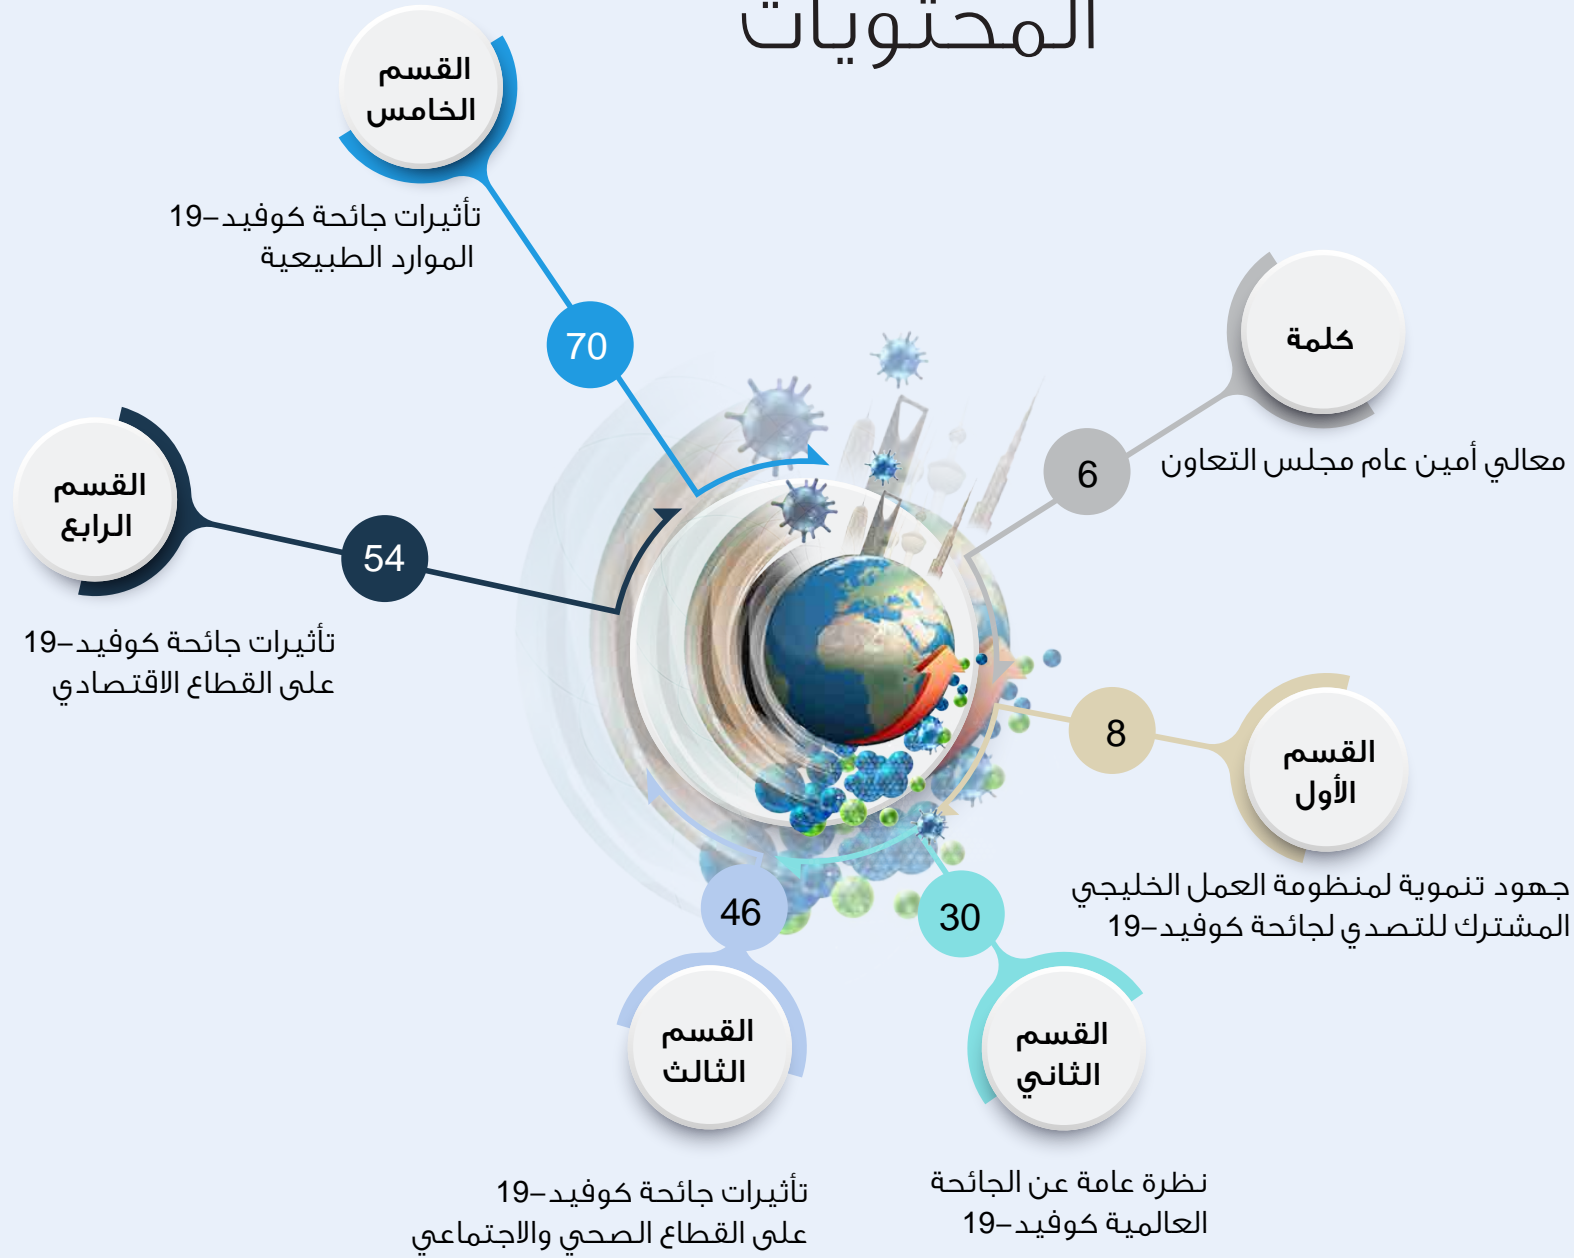 المحتويات
كلمة
معالي أمين عام مجلس التعاون
6
القسم
الأول
جهود تنموية لمنظومة العمل الخليجي
المشترك للتصدي لجائحة كوفيد–19
8
القسم
الثاني
نظرة عامة عن الجائحة
العالمية كوفيد–19
30
القسم
الثالث
تأثيرات جائحة كوفيد–19
على القطاع الصحي والاجتماعي
46
القسم
الرابع
تأثيرات جائحة كوفيد–19
على القطاع الاقتصادي
54
القسم
الخامس
تأثيرات جائحة كوفيد–19
الموارد الطبيعية
70